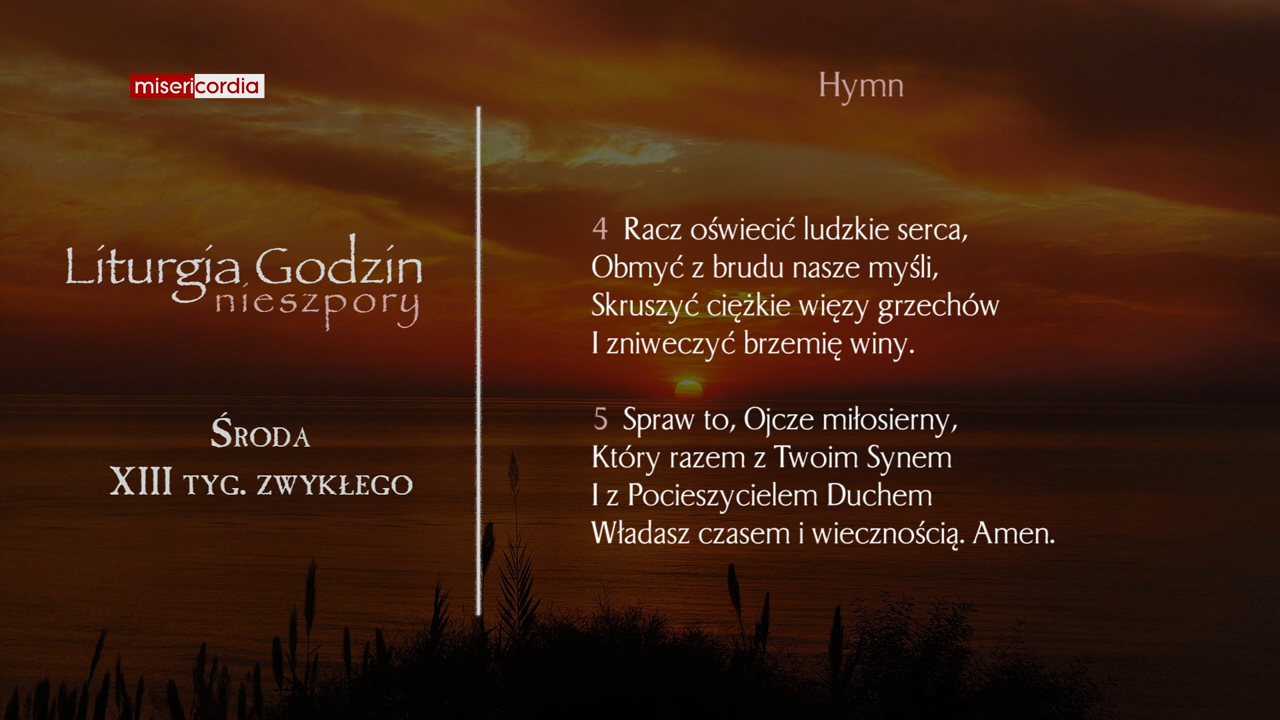 misericordia
Liturgia Godzin
nieszpory
Środa
XIII tyg. zwykłego
Hymn
4 Racz oświecić ludzkie serca,
Obmyć z brudu nasze myśli,
Skruszyć ciężkie więzy grzechów
I zniweczyć brzemię winy.
5 Spraw to, Ojcze miłosierny,
Który razem z Twoim Synem
I z Pocieszycielem Duchem
Władasz czasem i wiecznością. Amen.